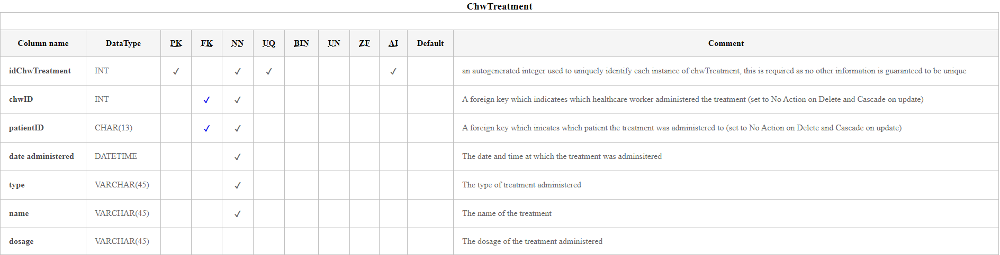 ChwTreatment
Column name DataType PK FK NN UQ BIN UN ZF AI Default Comment
idChwTreatment INT ✓ ✓ ✓ ✓ an autogenerated integer used to uniquely identify each instance of chwTreatment, this is required as no other information is guaranteed to be unique
chwID INT ✓ ✓ A foreign key which indicatees which healthcare worker administered the treatment (set to No Action on Delete and Cascade on update)
patientID CHAR(13) ✓ ✓ A foreign key which inicates which patient the treatment was administered to (set to No Action on Delete and Cascade on update)
date administered DATETIME ✓ The date and time at which the treatment was adminsitered
type VARCHAR(45) ✓ The type of treatment administered
name VARCHAR(45) ✓ The name of the treatment
dosage VARCHAR(45) The dosage of the treatment administered